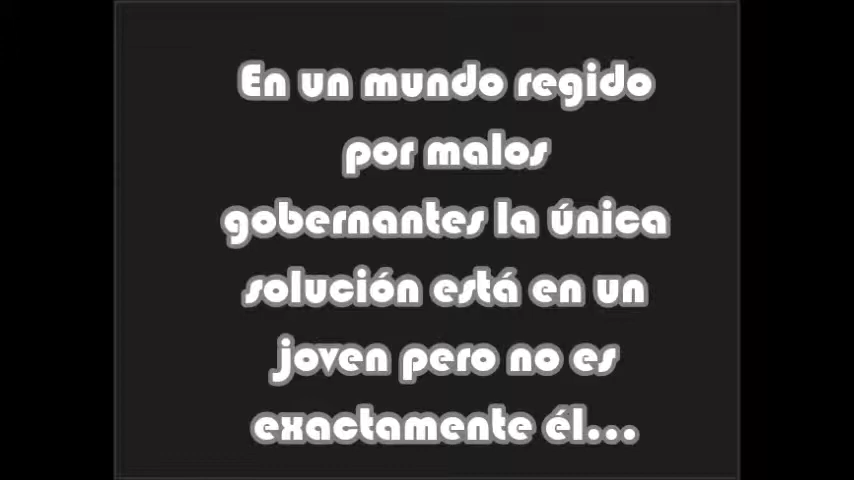 En un mundo regido
por malos
gobernantes la única
solución está en un
joven pero no es
exactamente él...